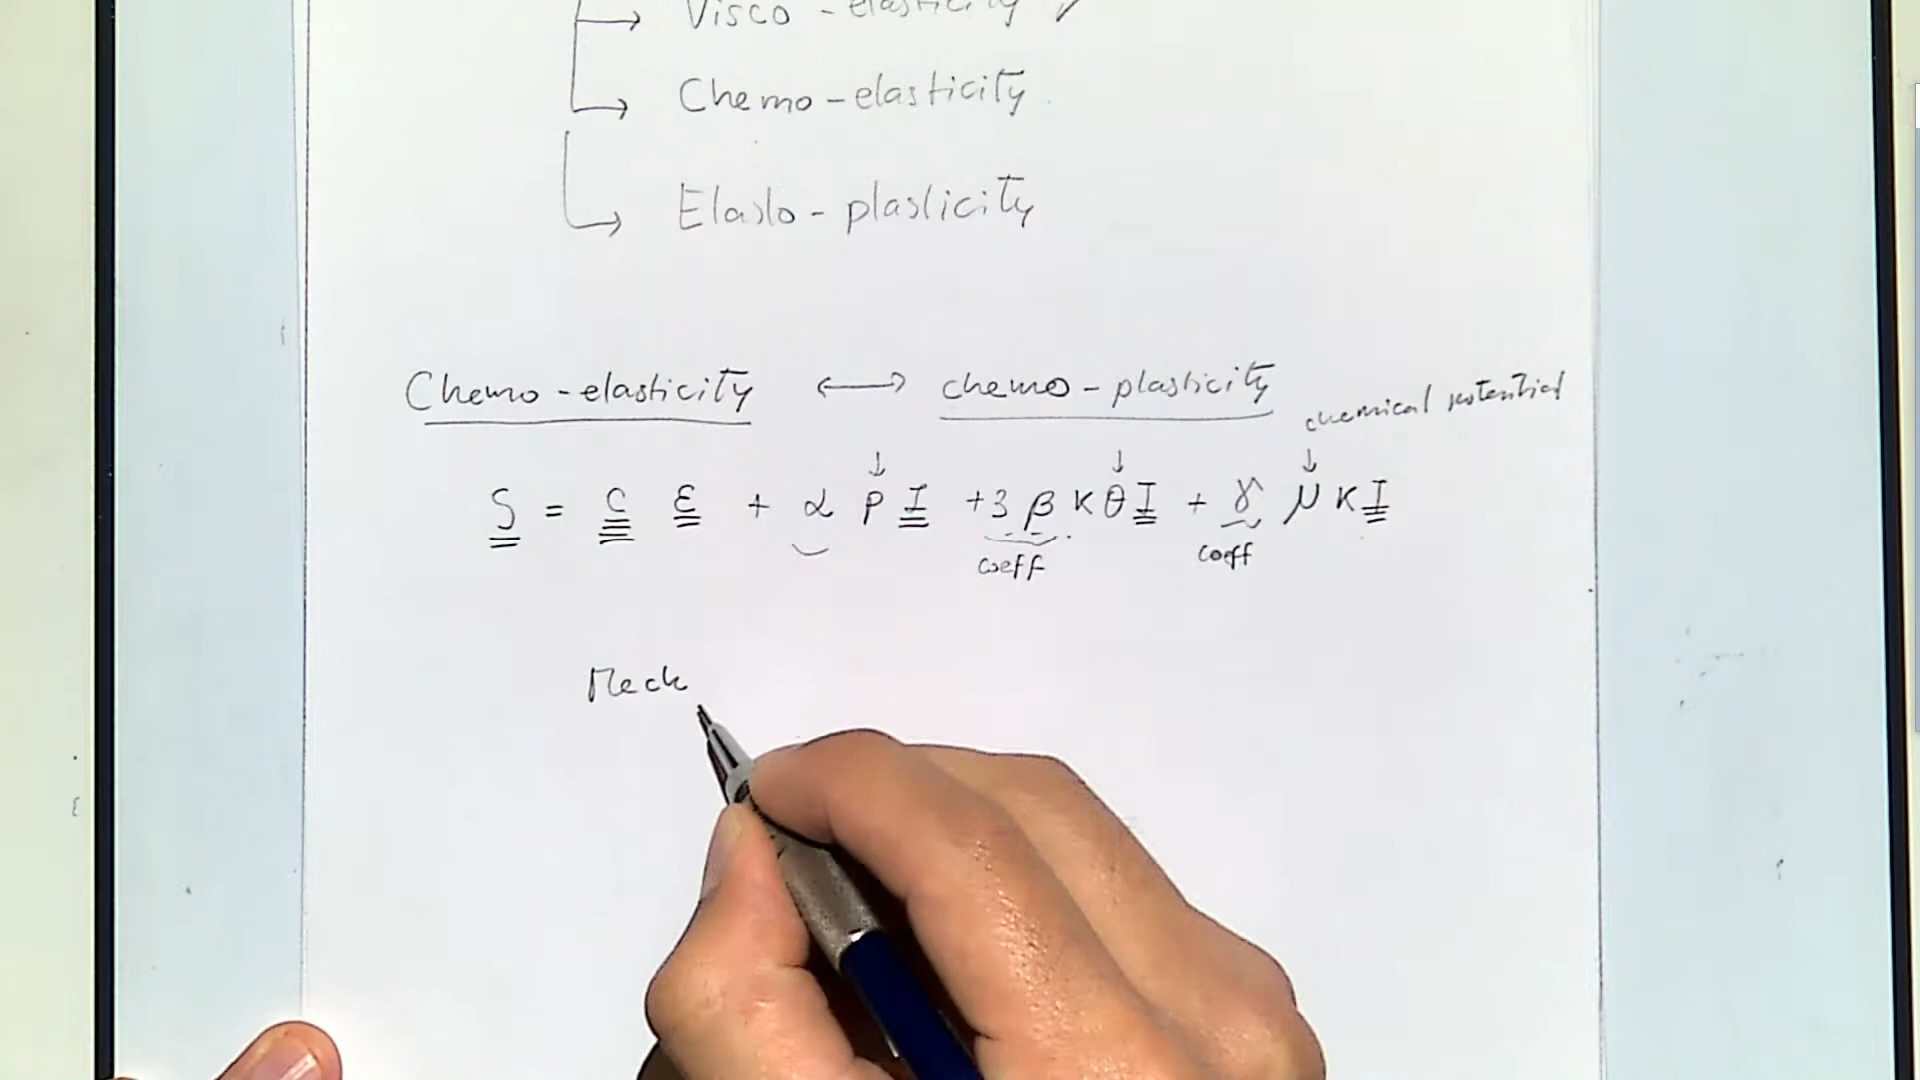 → Visco - elasticity ✓
→ Chemo - elasticity
→ Elasto - plasticity
Chemo - elasticity ↔ chemo - plasticity
chemical potential
↓ ↓ ↓
S = C ε + α p I + 3 β K θ I + γ μ K I
coeff coeff
Mech